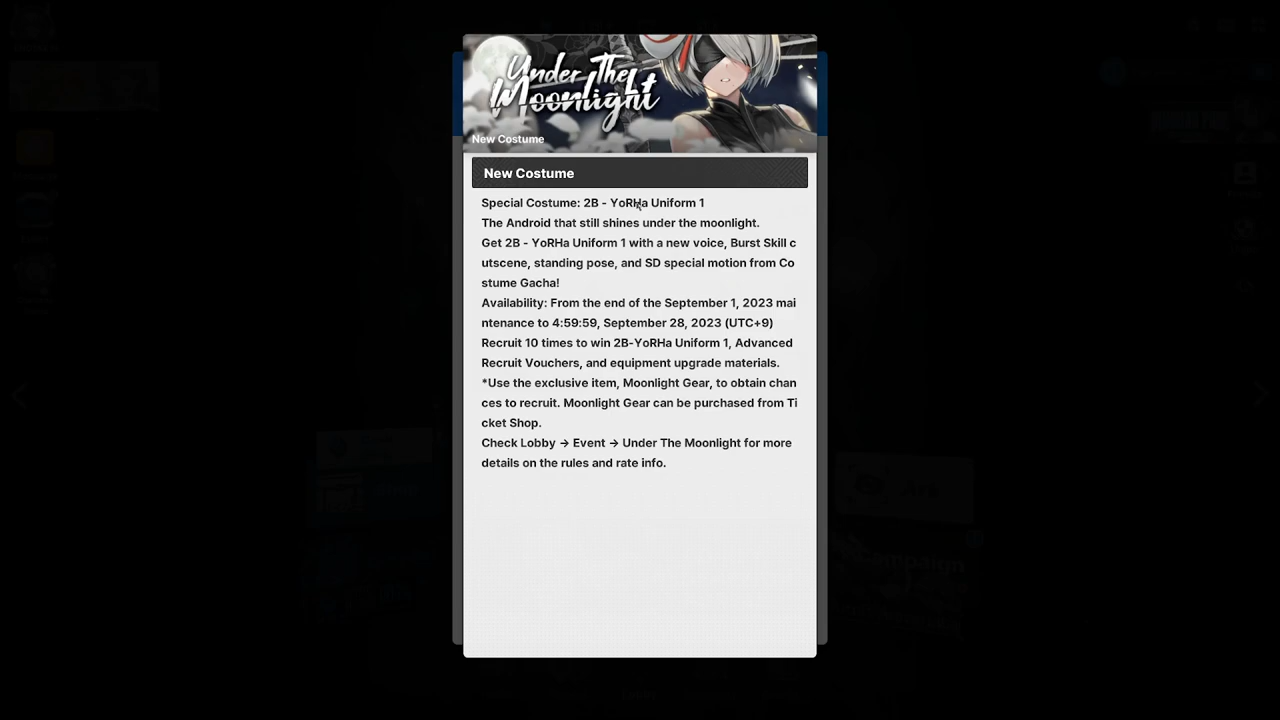 Under The
Moonlight
New Costume
New Costume
Special Costume: 2B - YoRHa Uniform 1
The Android that still shines under the moonlight.
Get 2B - YoRHa Uniform 1 with a new voice, Burst Skill c
utscene, standing pose, and SD special motion from Co
stume Gacha!
Availability: From the end of the September 1, 2023 mai
ntenance to 4:59:59, September 28, 2023 (UTC+9)
Recruit 10 times to win 2B-YoRHa Uniform 1, Advanced
Recruit Vouchers, and equipment upgrade materials.
*Use the exclusive item, Moonlight Gear, to obtain chan
ces to recruit. Moonlight Gear can be purchased from Ti
cket Shop.
Check Lobby → Event → Under The Moonlight for more
details on the rules and rate info.
Ark
Campaign